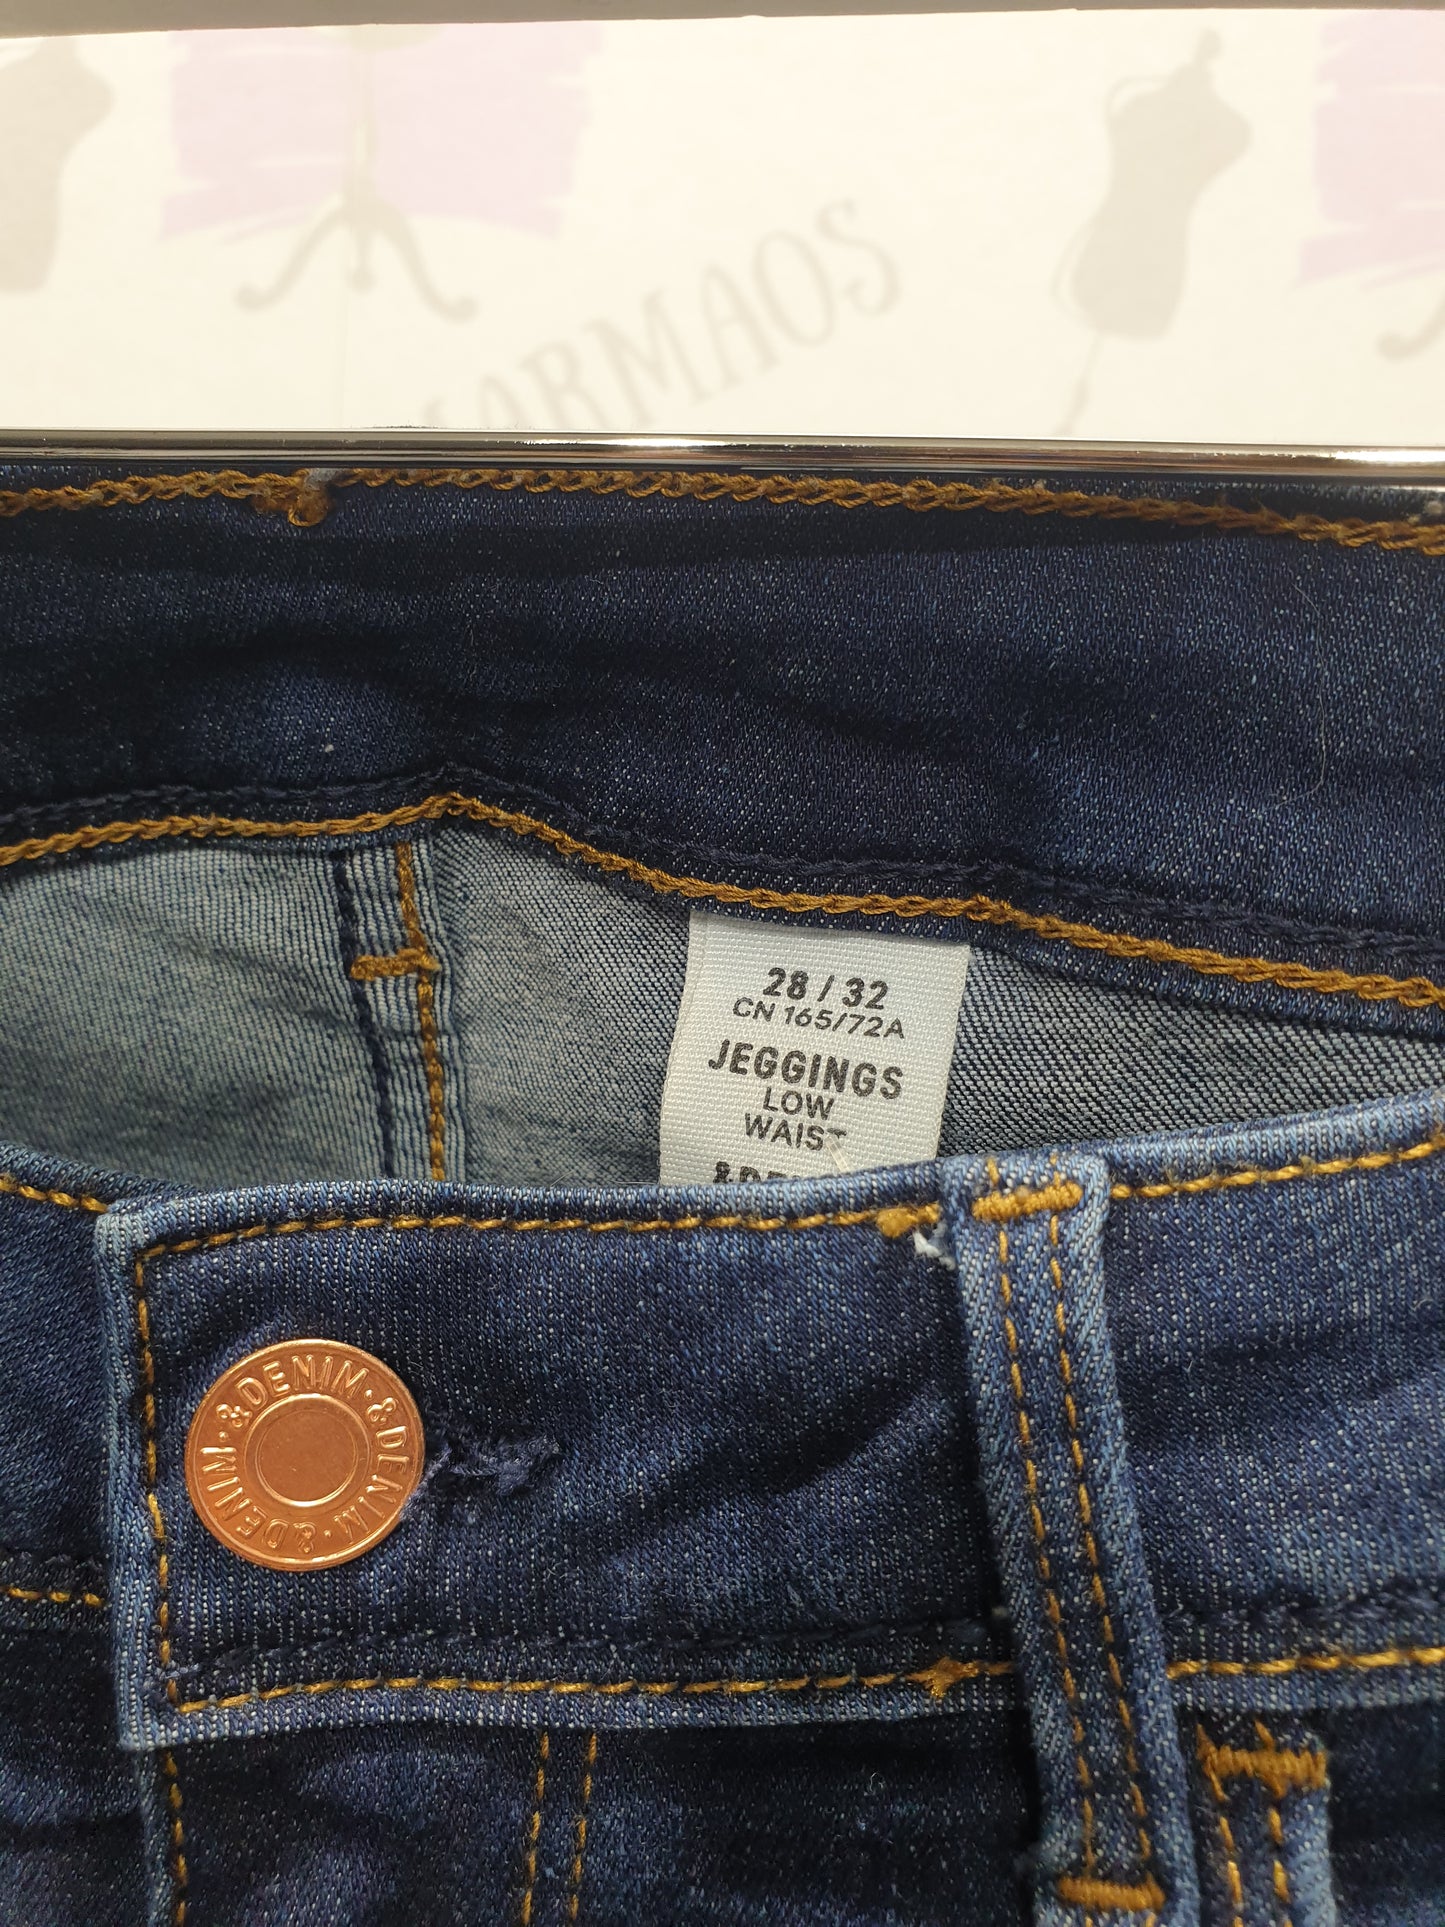 28 / 32
CN 165/72A
JEGGINGS
LOW
WAIST
&DENIM · &DENIM · &DENIM ·